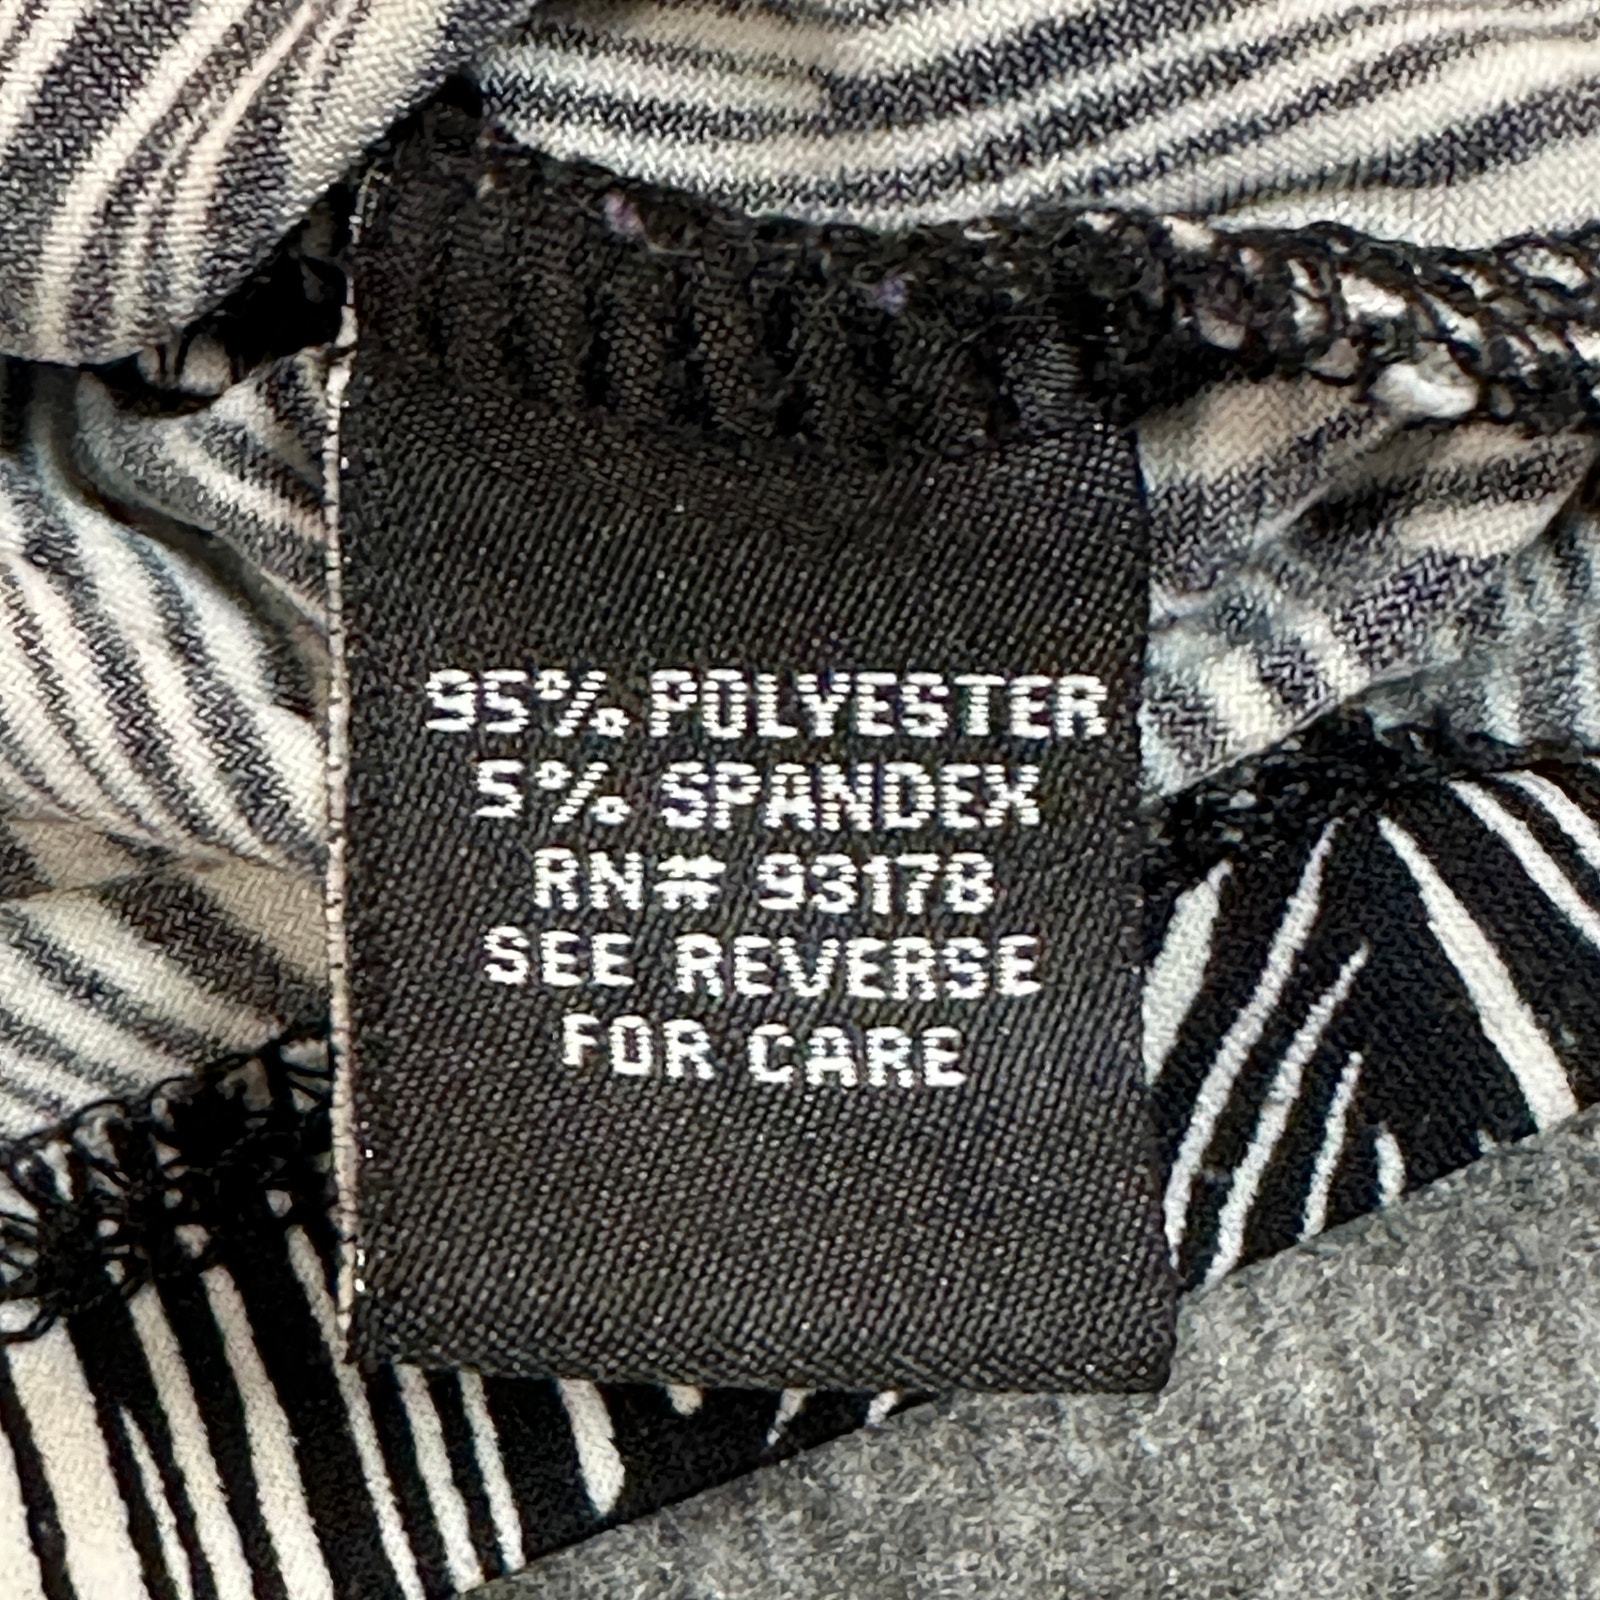 95% POLYESTER
5% SPANDEX
RN# 93178
SEE REVERSE
FOR CARE